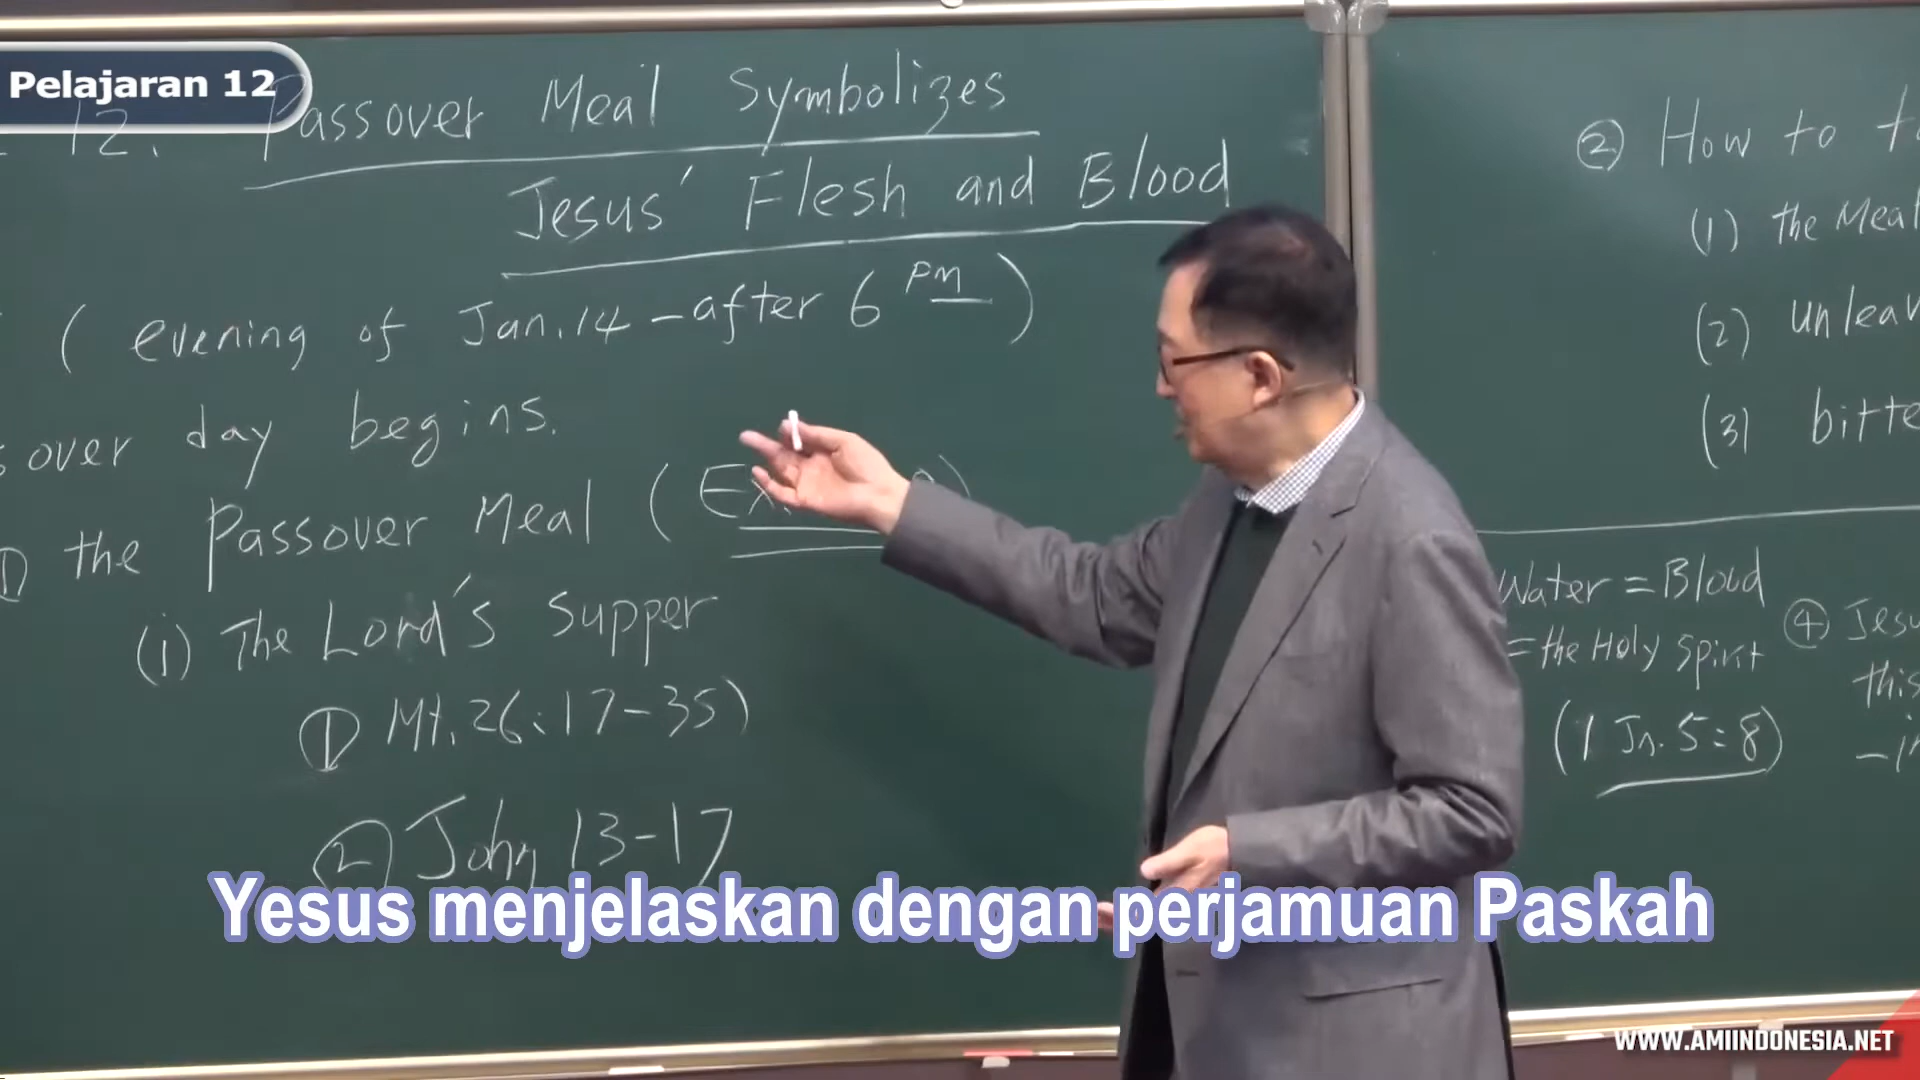 Pelajaran 12
12. Passover Meal Symbolizes
Jesus' Flesh and Blood
( evening of Jan. 14 - after 6 PM )
over day begins.
① the Passover Meal ( Ex. )
(i) The Lord's Supper
① Mt. 26:17-35)
② John 13-17
② How to
(1) the Meal
(2) unleav
(3) bitte
Water = Blood
= the Holy Spirit
(1 Jn. 5:8)
④ Jesu
this
Yesus menjelaskan dengan perjamuan Paskah
WWW.AMIINDONESIA.NET